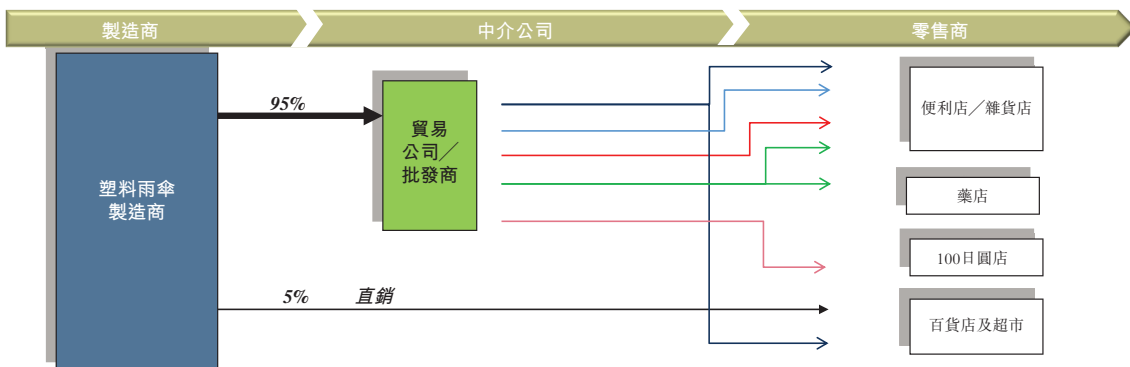 製造商
中介公司
零售商
95%
貿易
公司╱
批發商
便利店╱雜貨店
塑料雨傘
製造商
藥店
100日圓店
5%
直銷
百貨店及超市